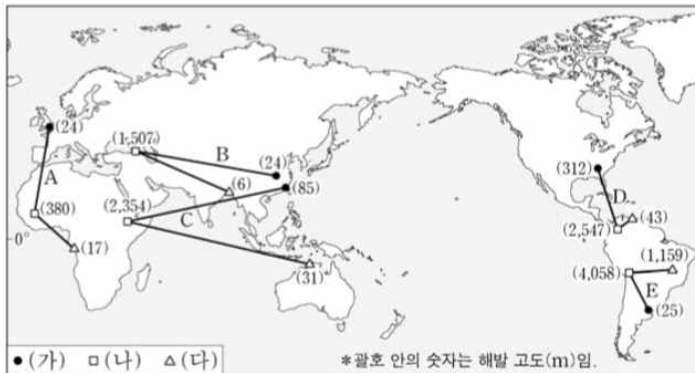 (24)
(1,507)
B
(24)
A
(6)
(85)
(312)
(380)
(2,354)
C
D
(43)
0°
(17)
(2,547)
(1,159)
(31)
(4,058)
E
(25)
●(가) □(나) △(다)
*괄호 안의 숫자는 해발 고도(m)임.